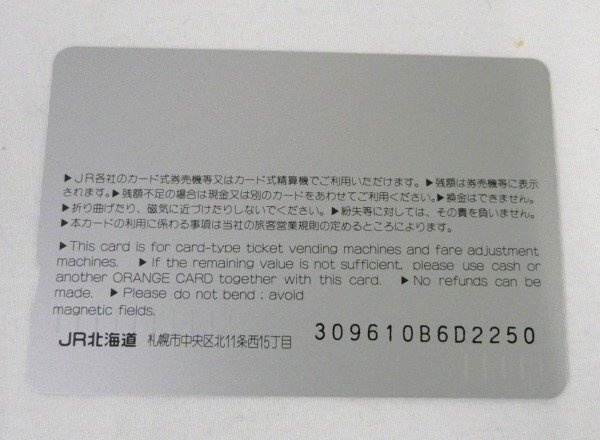 ▶JR各社のカード式券売機等又はカード式精算機でご利用いただけます。▶残額は券売機等に表示
されます。▶残額不足の場合は現金又は別のカードをあわせてご利用ください。▶換金はできません。
▶折り曲げたり、磁気に近づけたりしないでください。▶紛失等に対しては、その責を負いません。
▶本カードの利用に係わる事項は当社の旅客営業規則の定めるところによります。
▶This card is for card-type ticket vending machines and fare adjustment
machines. ▶If the remaining value is not sufficient, please use cash or
another ORANGE CARD together with this card. ▶No refunds can be
made. ▶Please do not bend ; avoid
magnetic fields.
JR北海道 札幌市中央区北11条西15丁目 309610B6D2250